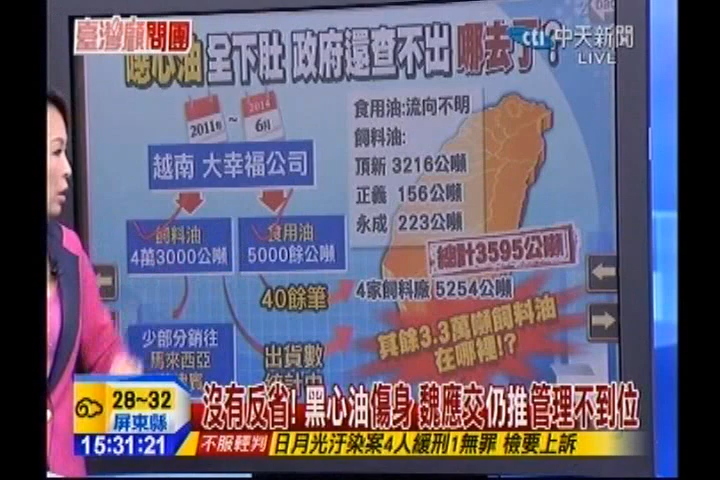 臺灣顧問團
cti 中天新聞
LIVE
噁心油全下肚 政府還查不出 哪去了?
2011年 ~ 2014 6月
越南 大幸福公司
飼料油
4萬3000公噸
食用油
5000餘公噸
食用油:流向不明
飼料油:
頂新 3216公噸
正義 156公噸
永成 223公噸
總計3595公噸
40餘筆
4家飼料廠 5254公噸
少部分銷往
馬來西亞
出貨數
統計中
其餘3.3萬噸飼料油
在哪裡!?
28~32
屏東縣
15:31:21
沒有反省! 黑心油傷身 魏應交仍推管理不到位
不服輕判
日月光汙染案4人緩刑1無罪 檢要上訴